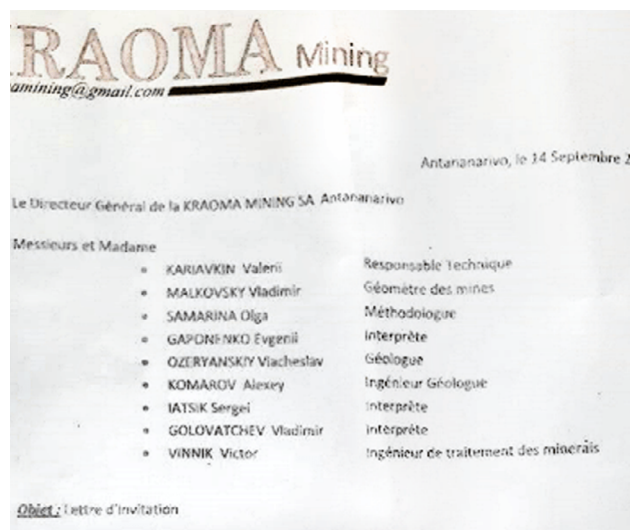 KRAOMA Mining
amining@gmail.com
Antananarivo, le 14 Septembre 2
Le Directeur Général de la KRAOMA MINING SA Antananarivo
Messieurs et Madame
KARIAVKIN Valerii Responsable Technique
MALKOVSKY Vladimir Géomètre des mines
SAMARINA Olga Méthodologue
GAPONENKO Evgenii Interprète
OZERYANSKIY Viacheslav Géologue
KOMAROV Alexey Ingénieur Géologue
IATSIK Sergei Interprète
GOLOVATCHEV Vladimir Interprète
VINNIK Victor Ingénieur de traitement des minerais
Objet : Lettre d'invitation